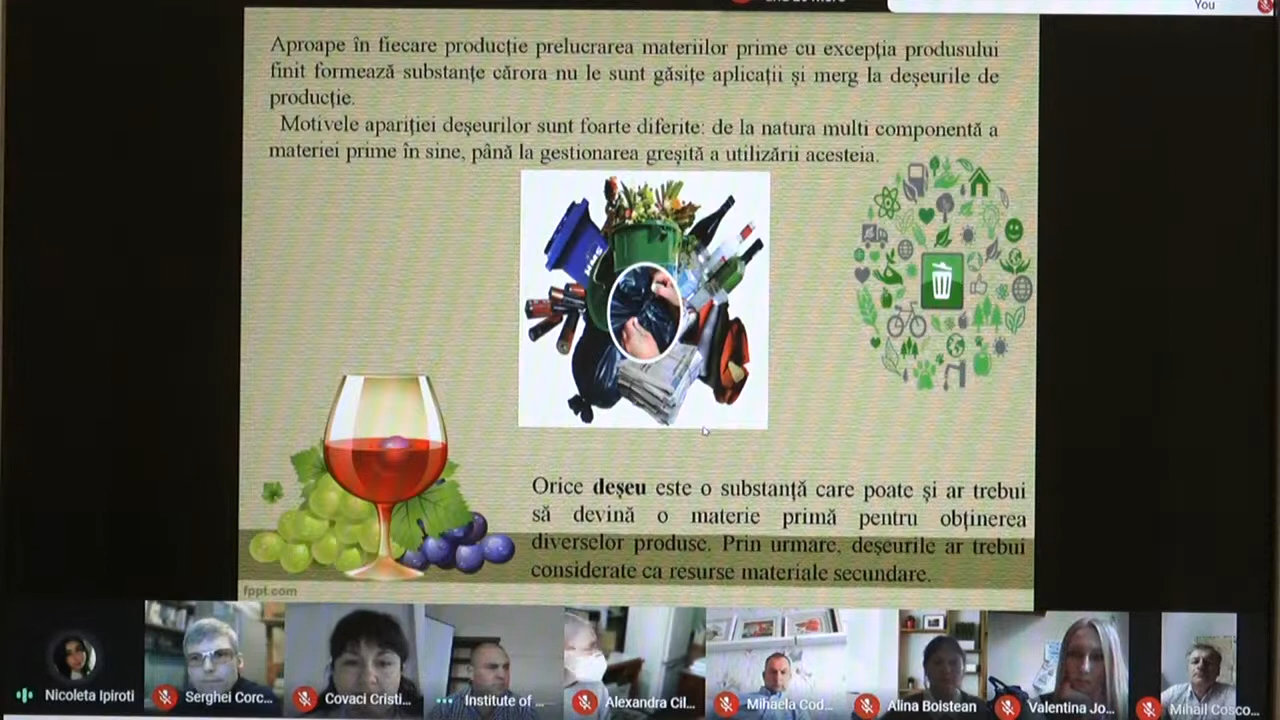 You
Aproape în fiecare producție prelucrarea materiilor prime cu excepția produsului
finit formează substanțe cărora nu le sunt găsițe aplicații și merg la deșeurile de
producție.
Motivele apariției deșeurilor sunt foarte diferite: de la natura multi componentă a
materiei prime în sine, până la gestionarea greșită a utilizării acesteia.
Orice deșeu este o substanță care poate și ar trebui
să devină o materie primă pentru obținerea
diverselor produse. Prin urmare, deșeurile ar trebui
considerate ca resurse materiale secundare.
fppt.com
Nicoleta Ipiroti
Serghei Corc...
Covaci Cristi...
Institute of ...
Alexandra Cil...
Mihaela Cod...
Alina Boistean
Valentina Jo...
Mihail Cosco...